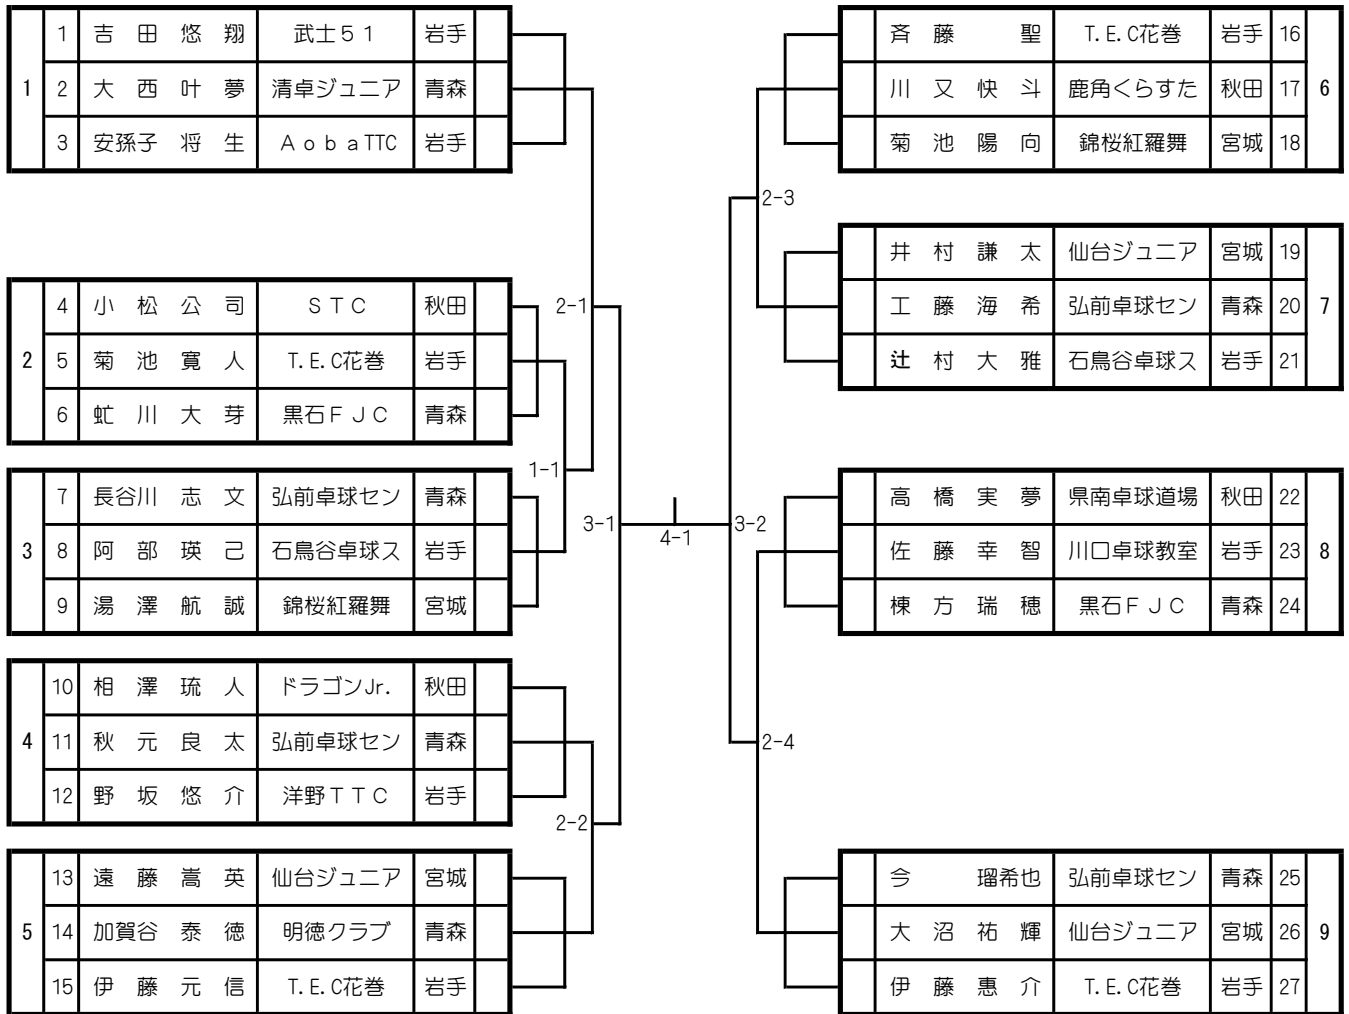 1 吉田悠翔 武士51 岩手
1 2 大西叶夢 清卓ジュニア 青森
3 安孫子将生 AobaTTC 岩手
4 小松公司 STC 秋田
2 5 菊池寛人 T.E.C花巻 岩手
6 虻川大芽 黒石FJC 青森
7 長谷川志文 弘前卓球セン 青森
3 8 阿部瑛己 石鳥谷卓球ス 岩手
9 湯澤航誠 錦桜紅羅舞 宮城
10 相澤琉人 ドラゴンJr. 秋田
4 11 秋元良太 弘前卓球セン 青森
12 野坂悠介 洋野TTC 岩手
13 遠藤嵩英 仙台ジュニア 宮城
5 14 加賀谷泰徳 明徳クラブ 青森
15 伊藤元信 T.E.C花巻 岩手
2-1
1-1
3-1
2-2
4-1
2-3
3-2
2-4
斉藤聖 T.E.C花巻 岩手 16
川又快斗 鹿角くらすた 秋田 17 6
菊池陽向 錦桜紅羅舞 宮城 18
井村謙太 仙台ジュニア 宮城 19
工藤海希 弘前卓球セン 青森 20 7
辻村大雅 石鳥谷卓球ス 岩手 21
高橋実夢 県南卓球道場 秋田 22
佐藤幸智 川口卓球教室 岩手 23 8
棟方瑞穂 黒石FJC 青森 24
今瑠希也 弘前卓球セン 青森 25
大沼祐輝 仙台ジュニア 宮城 26 9
伊藤惠介 T.E.C花巻 岩手 27